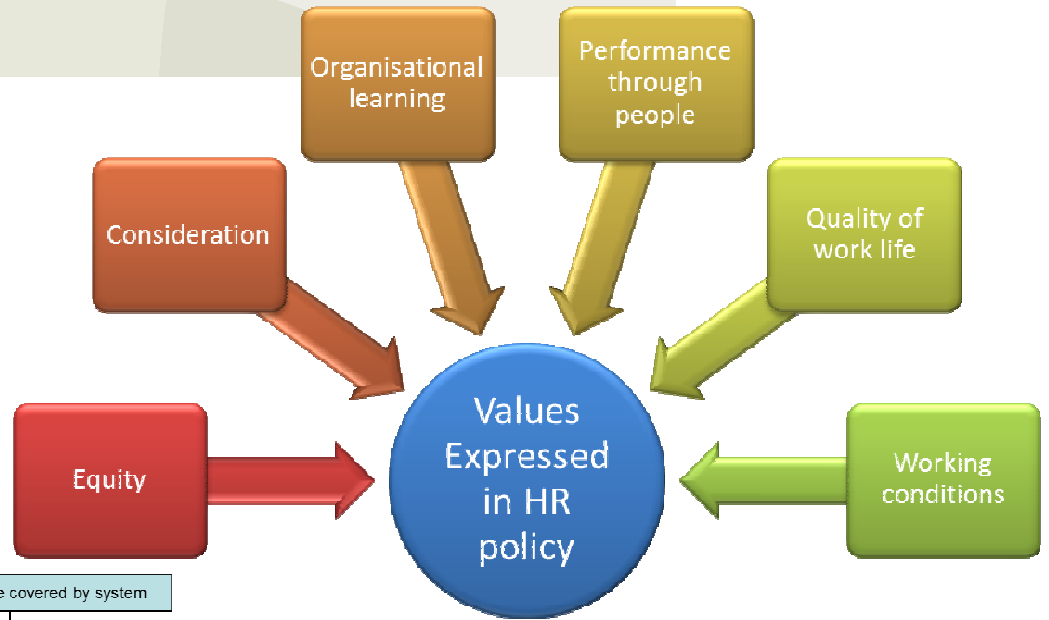 Organisational
learning
Performance
through
people
Consideration
Quality of
work life
Equity
Values
Expressed
in HR
policy
Working
conditions
covered by system